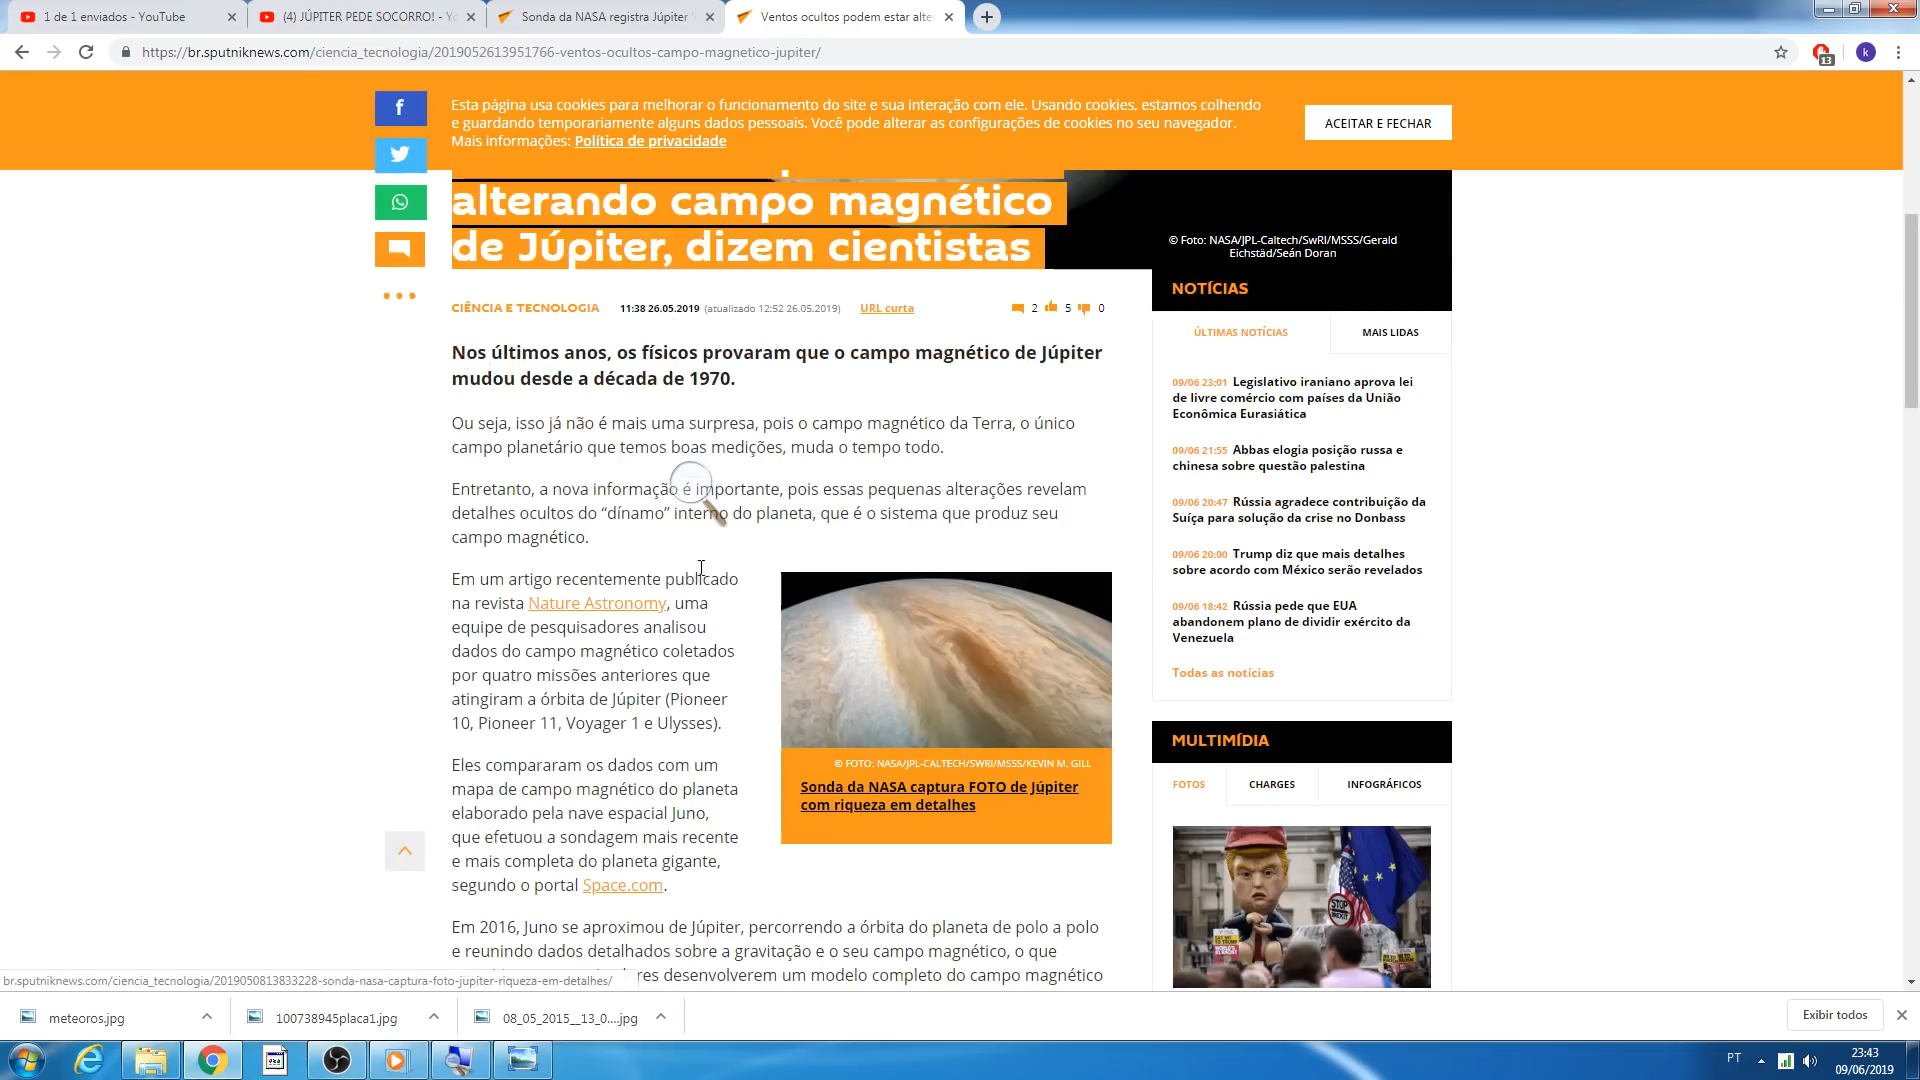 1 de 1 enviados - YouTube
(4) JÚPITER PEDE SOCORRO! - Yo
Sonda da NASA registra Júpiter
Ventos ocultos podem estar alte
https://br.sputniknews.com/ciencia_tecnologia/2019052613951766-ventos-ocultos-campo-magnetico-jupiter/
13
k
f
Esta página usa cookies para melhorar o funcionamento do site e sua interação com ele. Usando cookies, estamos colhendo
e guardando temporariamente alguns dados pessoais. Você pode alterar as configurações de cookies no seu navegador.
Mais informações: Política de privacidade
ACEITAR E FECHAR
alterando campo magnético
de Júpiter, dizem cientistas
© Foto: NASA/JPL-Caltech/SwRI/MSSS/Gerald
Eichstäd/Seán Doran
CIÊNCIA E TECNOLOGIA
11:38 26.05.2019 (atualizado 12:52 26.05.2019)
URL curta
2 5 0
Nos últimos anos, os físicos provaram que o campo magnético de Júpiter
mudou desde a década de 1970.
Ou seja, isso já não é mais uma surpresa, pois o campo magnético da Terra, o único
campo planetário que temos boas medições, muda o tempo todo.
Entretanto, a nova informação é importante, pois essas pequenas alterações revelam
detalhes ocultos do “dínamo” interno do planeta, que é o sistema que produz seu
campo magnético.
Em um artigo recentemente publicado
na revista Nature Astronomy, uma
equipe de pesquisadores analisou
dados do campo magnético coletados
por quatro missões anteriores que
atingiram a órbita de Júpiter (Pioneer
10, Pioneer 11, Voyager 1 e Ulysses).
Eles compararam os dados com um
mapa de campo magnético do planeta
elaborado pela nave espacial Juno,
que efetuou a sondagem mais recente
e mais completa do planeta gigante,
segundo o portal Space.com.
© FOTO: NASA/JPL-CALTECH/SWRI/MSSS/KEVIN M. GILL
Sonda da NASA captura FOTO de Júpiter
com riqueza em detalhes
Em 2016, Juno se aproximou de Júpiter, percorrendo a órbita do planeta de polo a polo
e reunindo dados detalhados sobre a gravitação e o seu campo magnético, o que
res desenvolverem um modelo completo do campo magnético
NOTÍCIAS
ÚLTIMAS NOTÍCIAS
MAIS LIDAS
09/06 23:01 Legislativo iraniano aprova lei
de livre comércio com países da União
Econômica Eurasiática
09/06 21:55 Abbas elogia posição russa e
chinesa sobre questão palestina
09/06 20:47 Rússia agradece contribuição da
Suíça para solução da crise no Donbass
09/06 20:00 Trump diz que mais detalhes
sobre acordo com México serão revelados
09/06 18:42 Rússia pede que EUA
abandonem plano de dividir exército da
Venezuela
Todas as notícias
MULTIMÍDIA
FOTOS
CHARGES
INFOGRÁFICOS
STOP
BREXIT
br.sputniknews.com/ciencia_tecnologia/2019050813833228-sonda-nasa-captura-foto-jupiter-riqueza-em-detalhes/
meteoros.jpg
100738945placa1.jpg
08_05_2015__13_0....jpg
Exibir todos
PT
23:43
09/06/2019